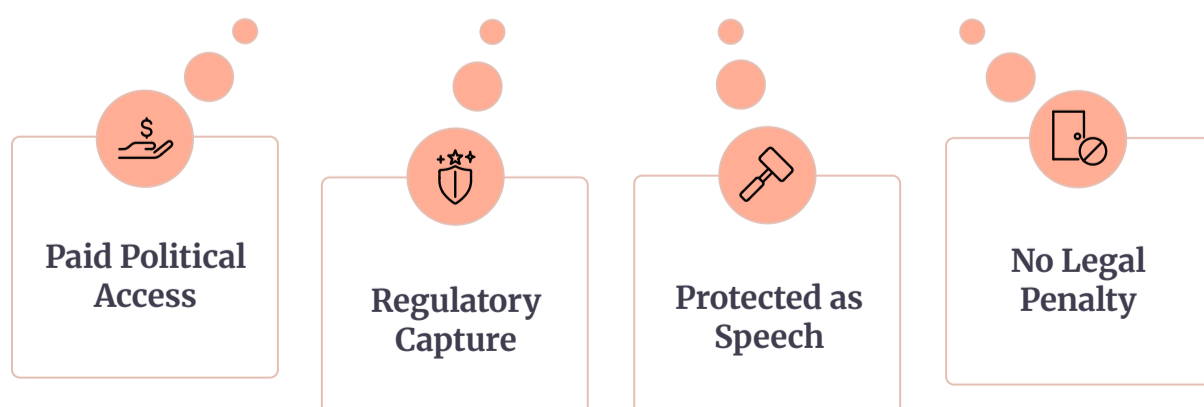 Paid Political
Access
Regulatory
Capture
Protected as
Speech
No Legal
Penalty